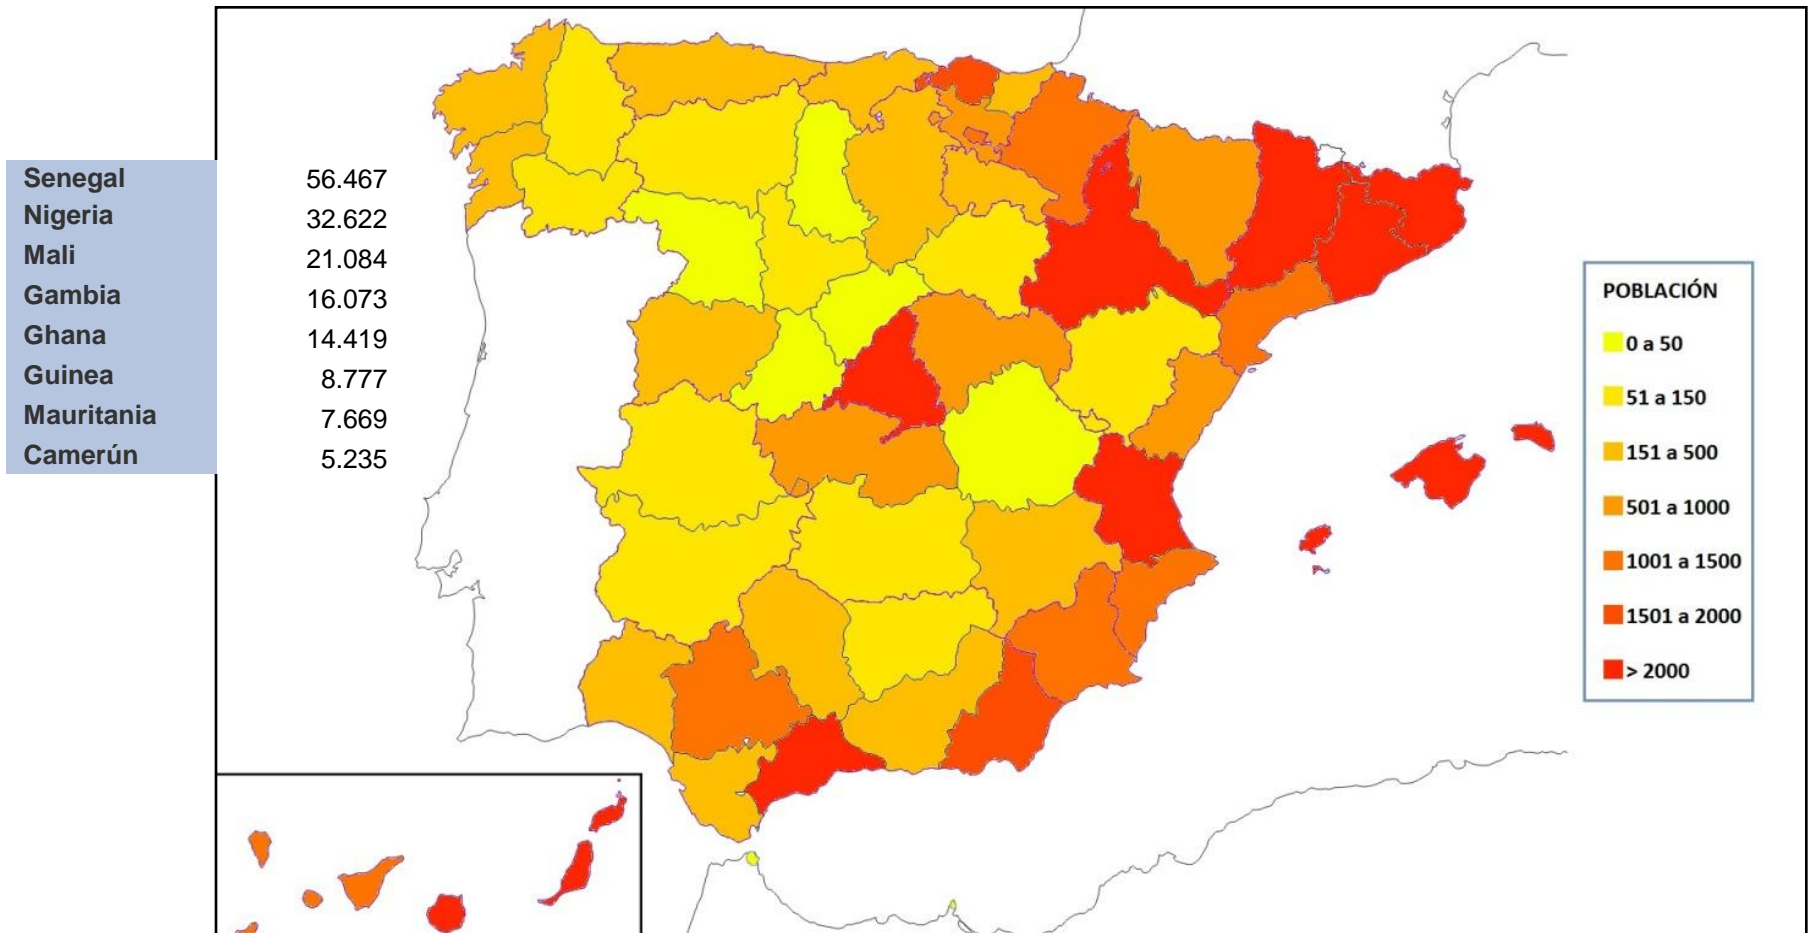 Senegal 56.467
Nigeria 32.622
Mali 21.084
Gambia 16.073
Ghana 14.419
Guinea 8.777
Mauritania 7.669
Camerún 5.235
POBLACIÓN
0 a 50
51 a 150
151 a 500
501 a 1000
1001 a 1500
1501 a 2000
> 2000